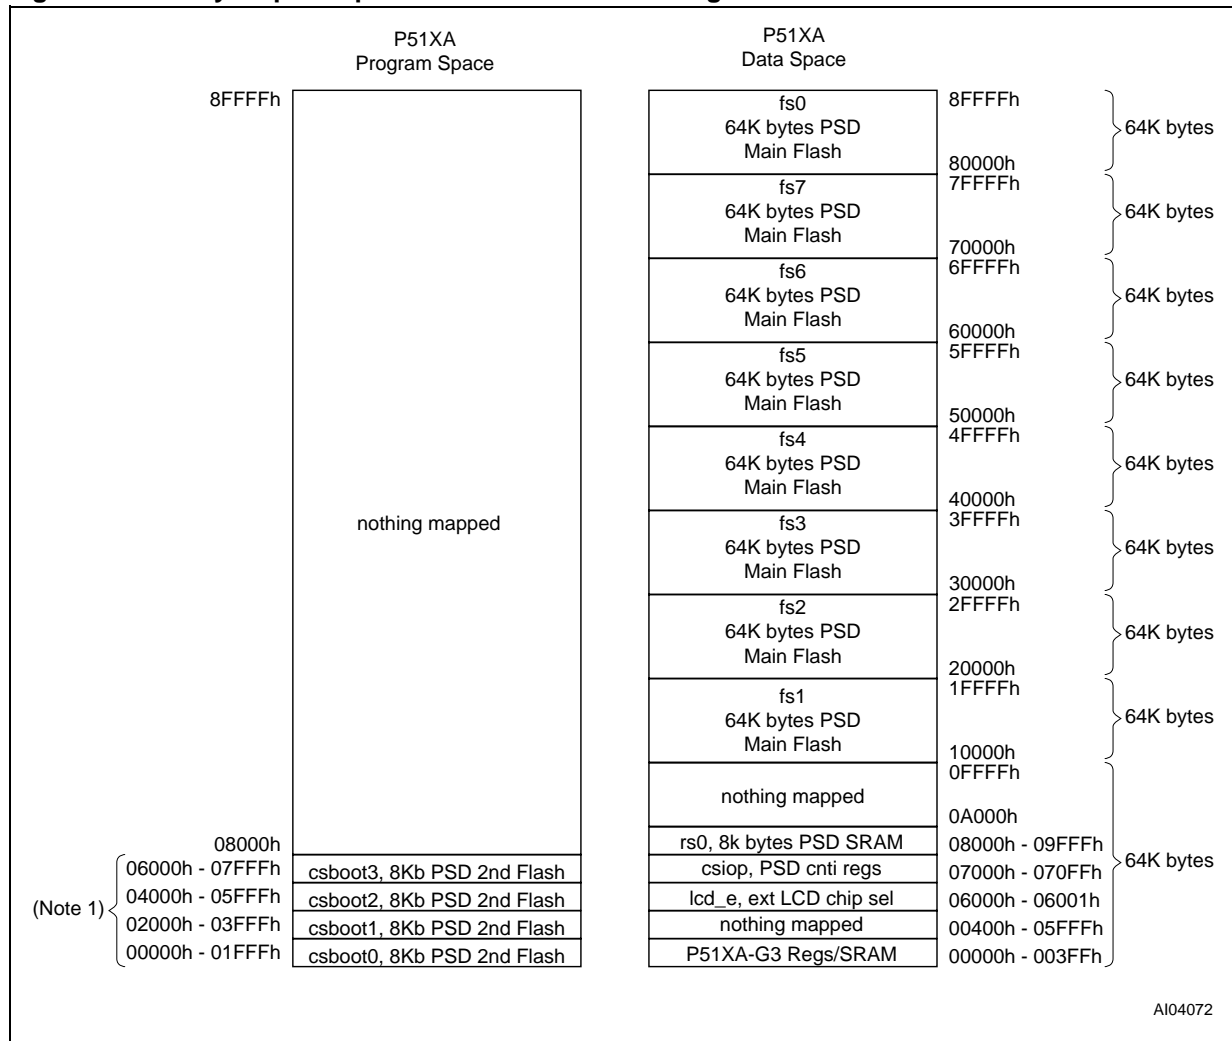 P51XA
Program Space
P51XA
Data Space
8FFFFh
fs0
64K bytes PSD
Main Flash
8FFFFh
80000h
64K bytes
fs7
64K bytes PSD
Main Flash
7FFFFh
70000h
64K bytes
fs6
64K bytes PSD
Main Flash
6FFFFh
60000h
64K bytes
fs5
64K bytes PSD
Main Flash
5FFFFh
50000h
64K bytes
fs4
64K bytes PSD
Main Flash
4FFFFh
40000h
64K bytes
nothing mapped
fs3
64K bytes PSD
Main Flash
3FFFFh
30000h
64K bytes
fs2
64K bytes PSD
Main Flash
2FFFFh
20000h
64K bytes
fs1
64K bytes PSD
Main Flash
1FFFFh
10000h
64K bytes
nothing mapped
0FFFFh
0A000h
08000h
rs0, 8k bytes PSD SRAM
08000h - 09FFFh
64K bytes
06000h - 07FFFh
csboot3, 8Kb PSD 2nd Flash
csiop, PSD cnti regs
07000h - 070FFh
(Note 1)
04000h - 05FFFh
csboot2, 8Kb PSD 2nd Flash
lcd_e, ext LCD chip sel
06000h - 06001h
02000h - 03FFFh
csboot1, 8Kb PSD 2nd Flash
nothing mapped
00400h - 05FFFh
00000h - 01FFFh
csboot0, 8Kb PSD 2nd Flash
P51XA-G3 Regs/SRAM
00000h - 003FFh
AI04072